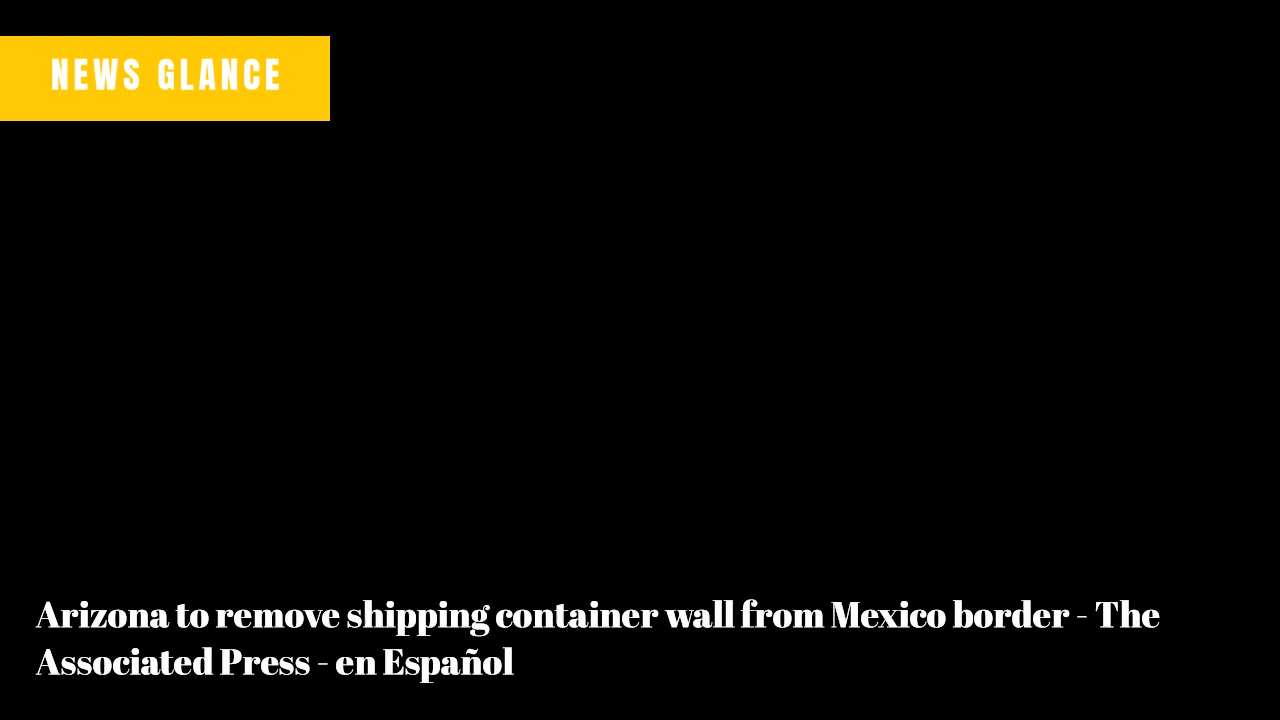 NEWS GLANCE
Arizona to remove shipping container wall from Mexico border - The
Associated Press - en Español